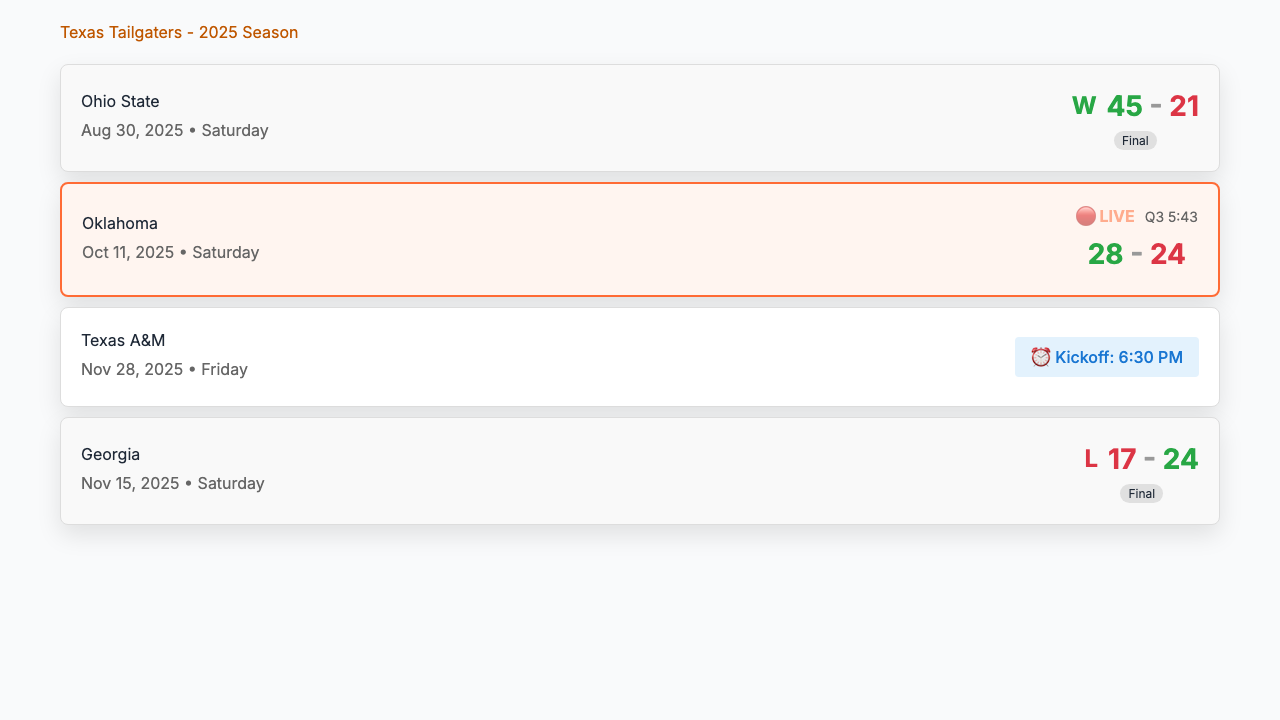 Texas Tailgaters - 2025 Season
Ohio State
Aug 30, 2025 • Saturday
W 45 - 21
Final
Oklahoma
Oct 11, 2025 • Saturday
🔴 LIVE Q3 5:43
28 - 24
Texas A&M
Nov 28, 2025 • Friday
⏰ Kickoff: 6:30 PM
Georgia
Nov 15, 2025 • Saturday
L 17 - 24
Final